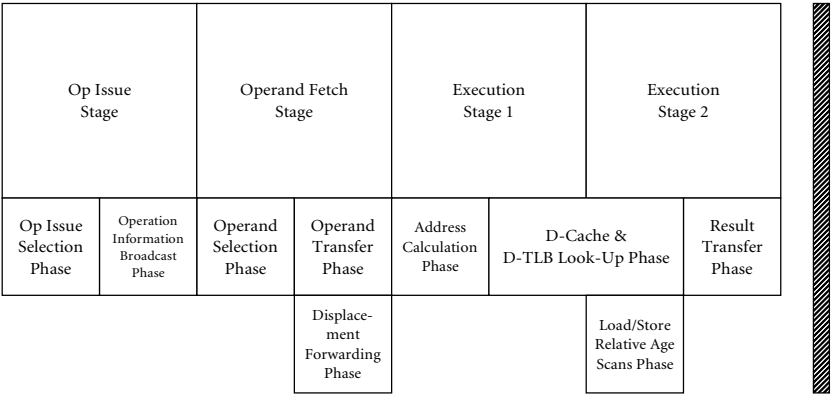 Op Issue
Stage
Operand Fetch
Stage
Execution
Stage 1
Execution
Stage 2
Op Issue
Selection
Phase
Operation
Information
Broadcast
Phase
Operand
Selection
Phase
Operand
Transfer
Phase
Address
Calculation
Phase
D-Cache &
D-TLB Look-Up Phase
Result
Transfer
Phase
Displace-
ment
Forwarding
Phase
Load/Store
Relative Age
Scans Phase